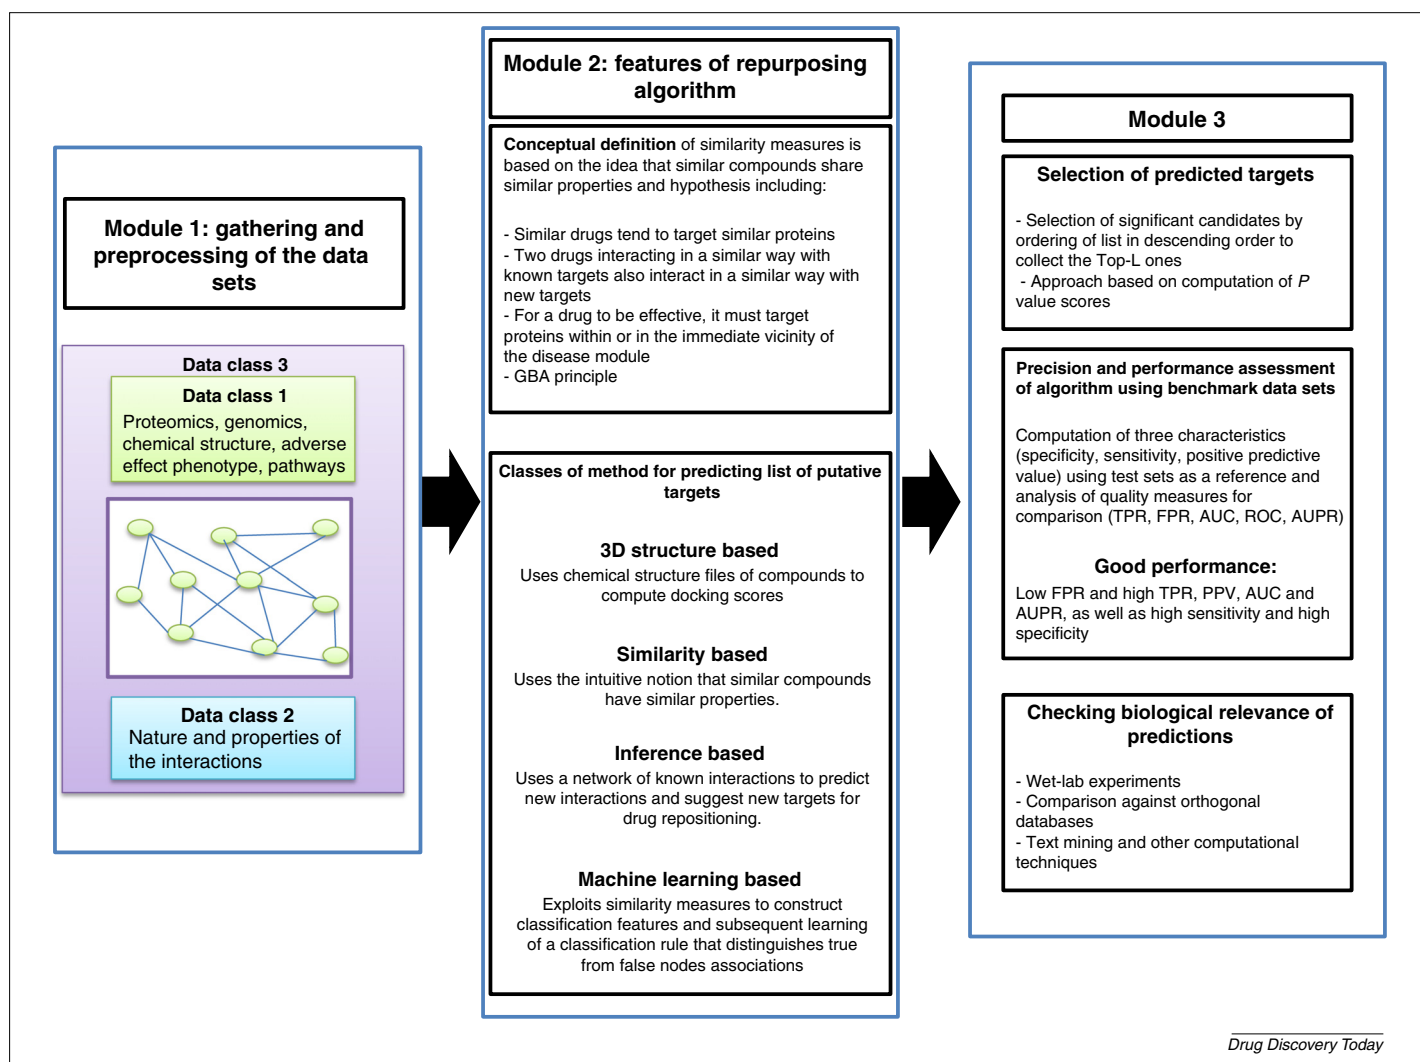 Module 1: gathering and
preprocessing of the data
sets
Data class 3
Data class 1
Proteomics, genomics,
chemical structure, adverse
effect phenotype, pathways
Data class 2
Nature and properties of
the interactions
Module 2: features of repurposing
algorithm
Conceptual definition of similarity measures is
based on the idea that similar compounds share
similar properties and hypothesis including:
- Similar drugs tend to target similar proteins
- Two drugs interacting in a similar way with
known targets also interact in a similar way with
new targets
- For a drug to be effective, it must target
proteins within or in the immediate vicinity of
the disease module
- GBA principle
Classes of method for predicting list of putative
targets
3D structure based
Uses chemical structure files of compounds to
compute docking scores
Similarity based
Uses the intuitive notion that similar compounds
have similar properties.
Inference based
Uses a network of known interactions to predict
new interactions and suggest new targets for
drug repositioning.
Machine learning based
Exploits similarity measures to construct
classification features and subsequent learning
of a classification rule that distinguishes true
from false nodes associations
Module 3
Selection of predicted targets
- Selection of significant candidates by
ordering of list in descending order to
collect the Top-L ones
- Approach based on computation of P
value scores
Precision and performance assessment
of algorithm using benchmark data sets
Computation of three characteristics
(specificity, sensitivity, positive predictive
value) using test sets as a reference and
analysis of quality measures for
comparison (TPR, FPR, AUC, ROC, AUPR)
Good performance:
Low FPR and high TPR, PPV, AUC and
AUPR, as well as high sensitivity and high
specificity
Checking biological relevance of
predictions
- Wet-lab experiments
- Comparison against orthogonal
databases
- Text mining and other computational
techniques
Drug Discovery Today